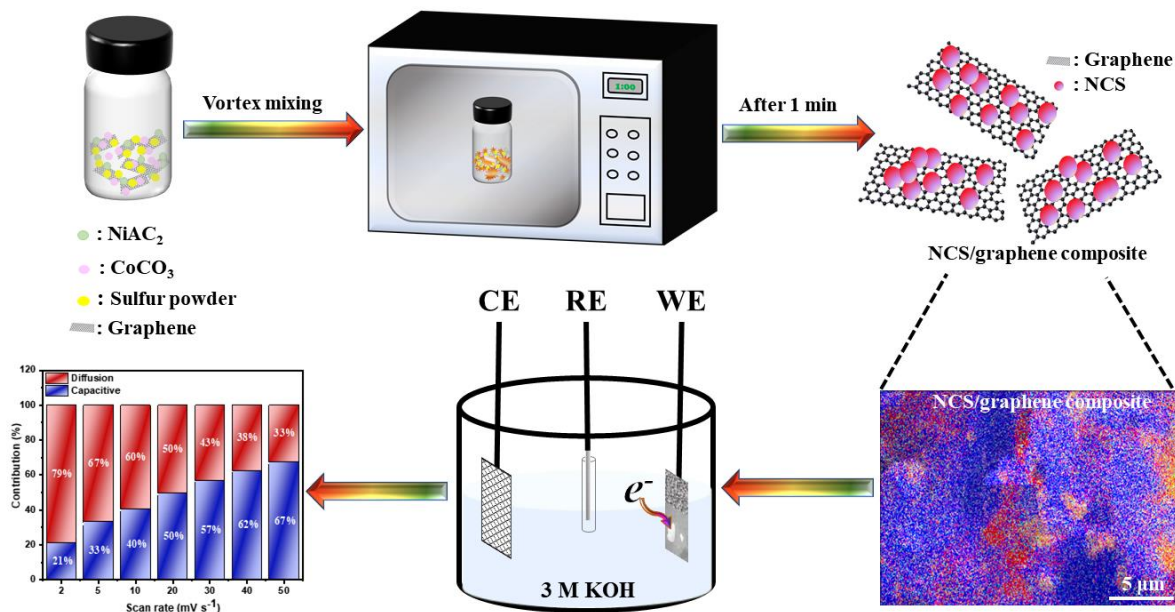 Vortex mixing
1:00
After 1 min
: Graphene
: NCS
: NiAC₂
: CoCO₃
: Sulfur powder
: Graphene
NCS/graphene composite
CE RE WE
e⁻
3 M KOH
NCS/graphene composite
5 μm
Diffusion
Capacitive
Contribution (%)
120
100
80
60
40
20
0
79% 67% 60% 50% 43% 38% 33%
21% 33% 40% 50% 57% 62% 67%
2 5 10 20 30 40 50
Scan rate (mV s⁻¹)